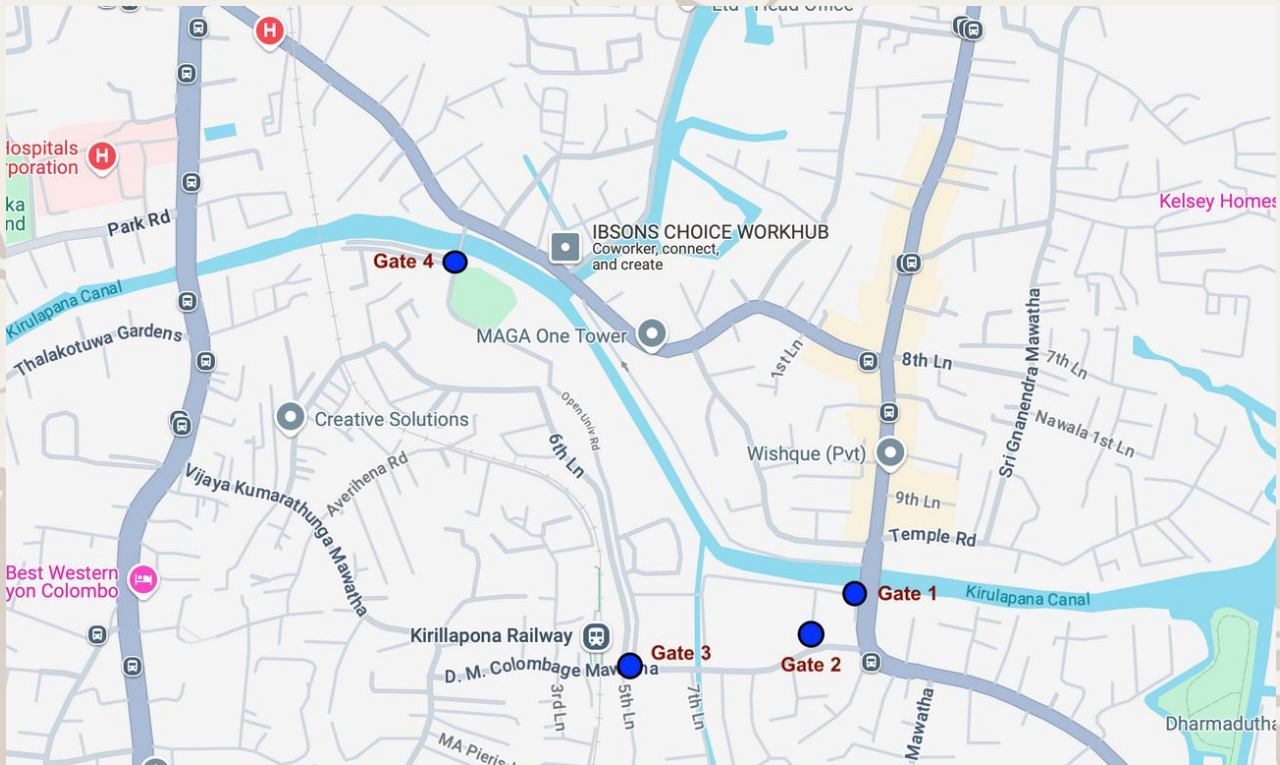 Ltd - Head Office
Hospitals
rporation
ka
nd
Park Rd
Kelsey Homes
IBSONS CHOICE WORKHUB
Coworker, connect,
and create
Gate 4
Kirulapana Canal
Thalakotuwa Gardens
MAGA One Tower
1st Ln
8th Ln
7th Ln
Sri Gnanendra Mawatha
Creative Solutions
Open Univ Rd
6th Ln
Nawala 1st Ln
Averihena Rd
Wishque (Pvt)
Vijaya Kumarathunga Mawatha
9th Ln
Temple Rd
Best Western
yon Colombo
Gate 1
Kirulapana Canal
Kirillapona Railway
Gate 3
Gate 2
D. M. Colombage Maw
na
3rd Ln
5th Ln
7th Ln
Mawatha
Dharmadutha
MA Pieris
H
H